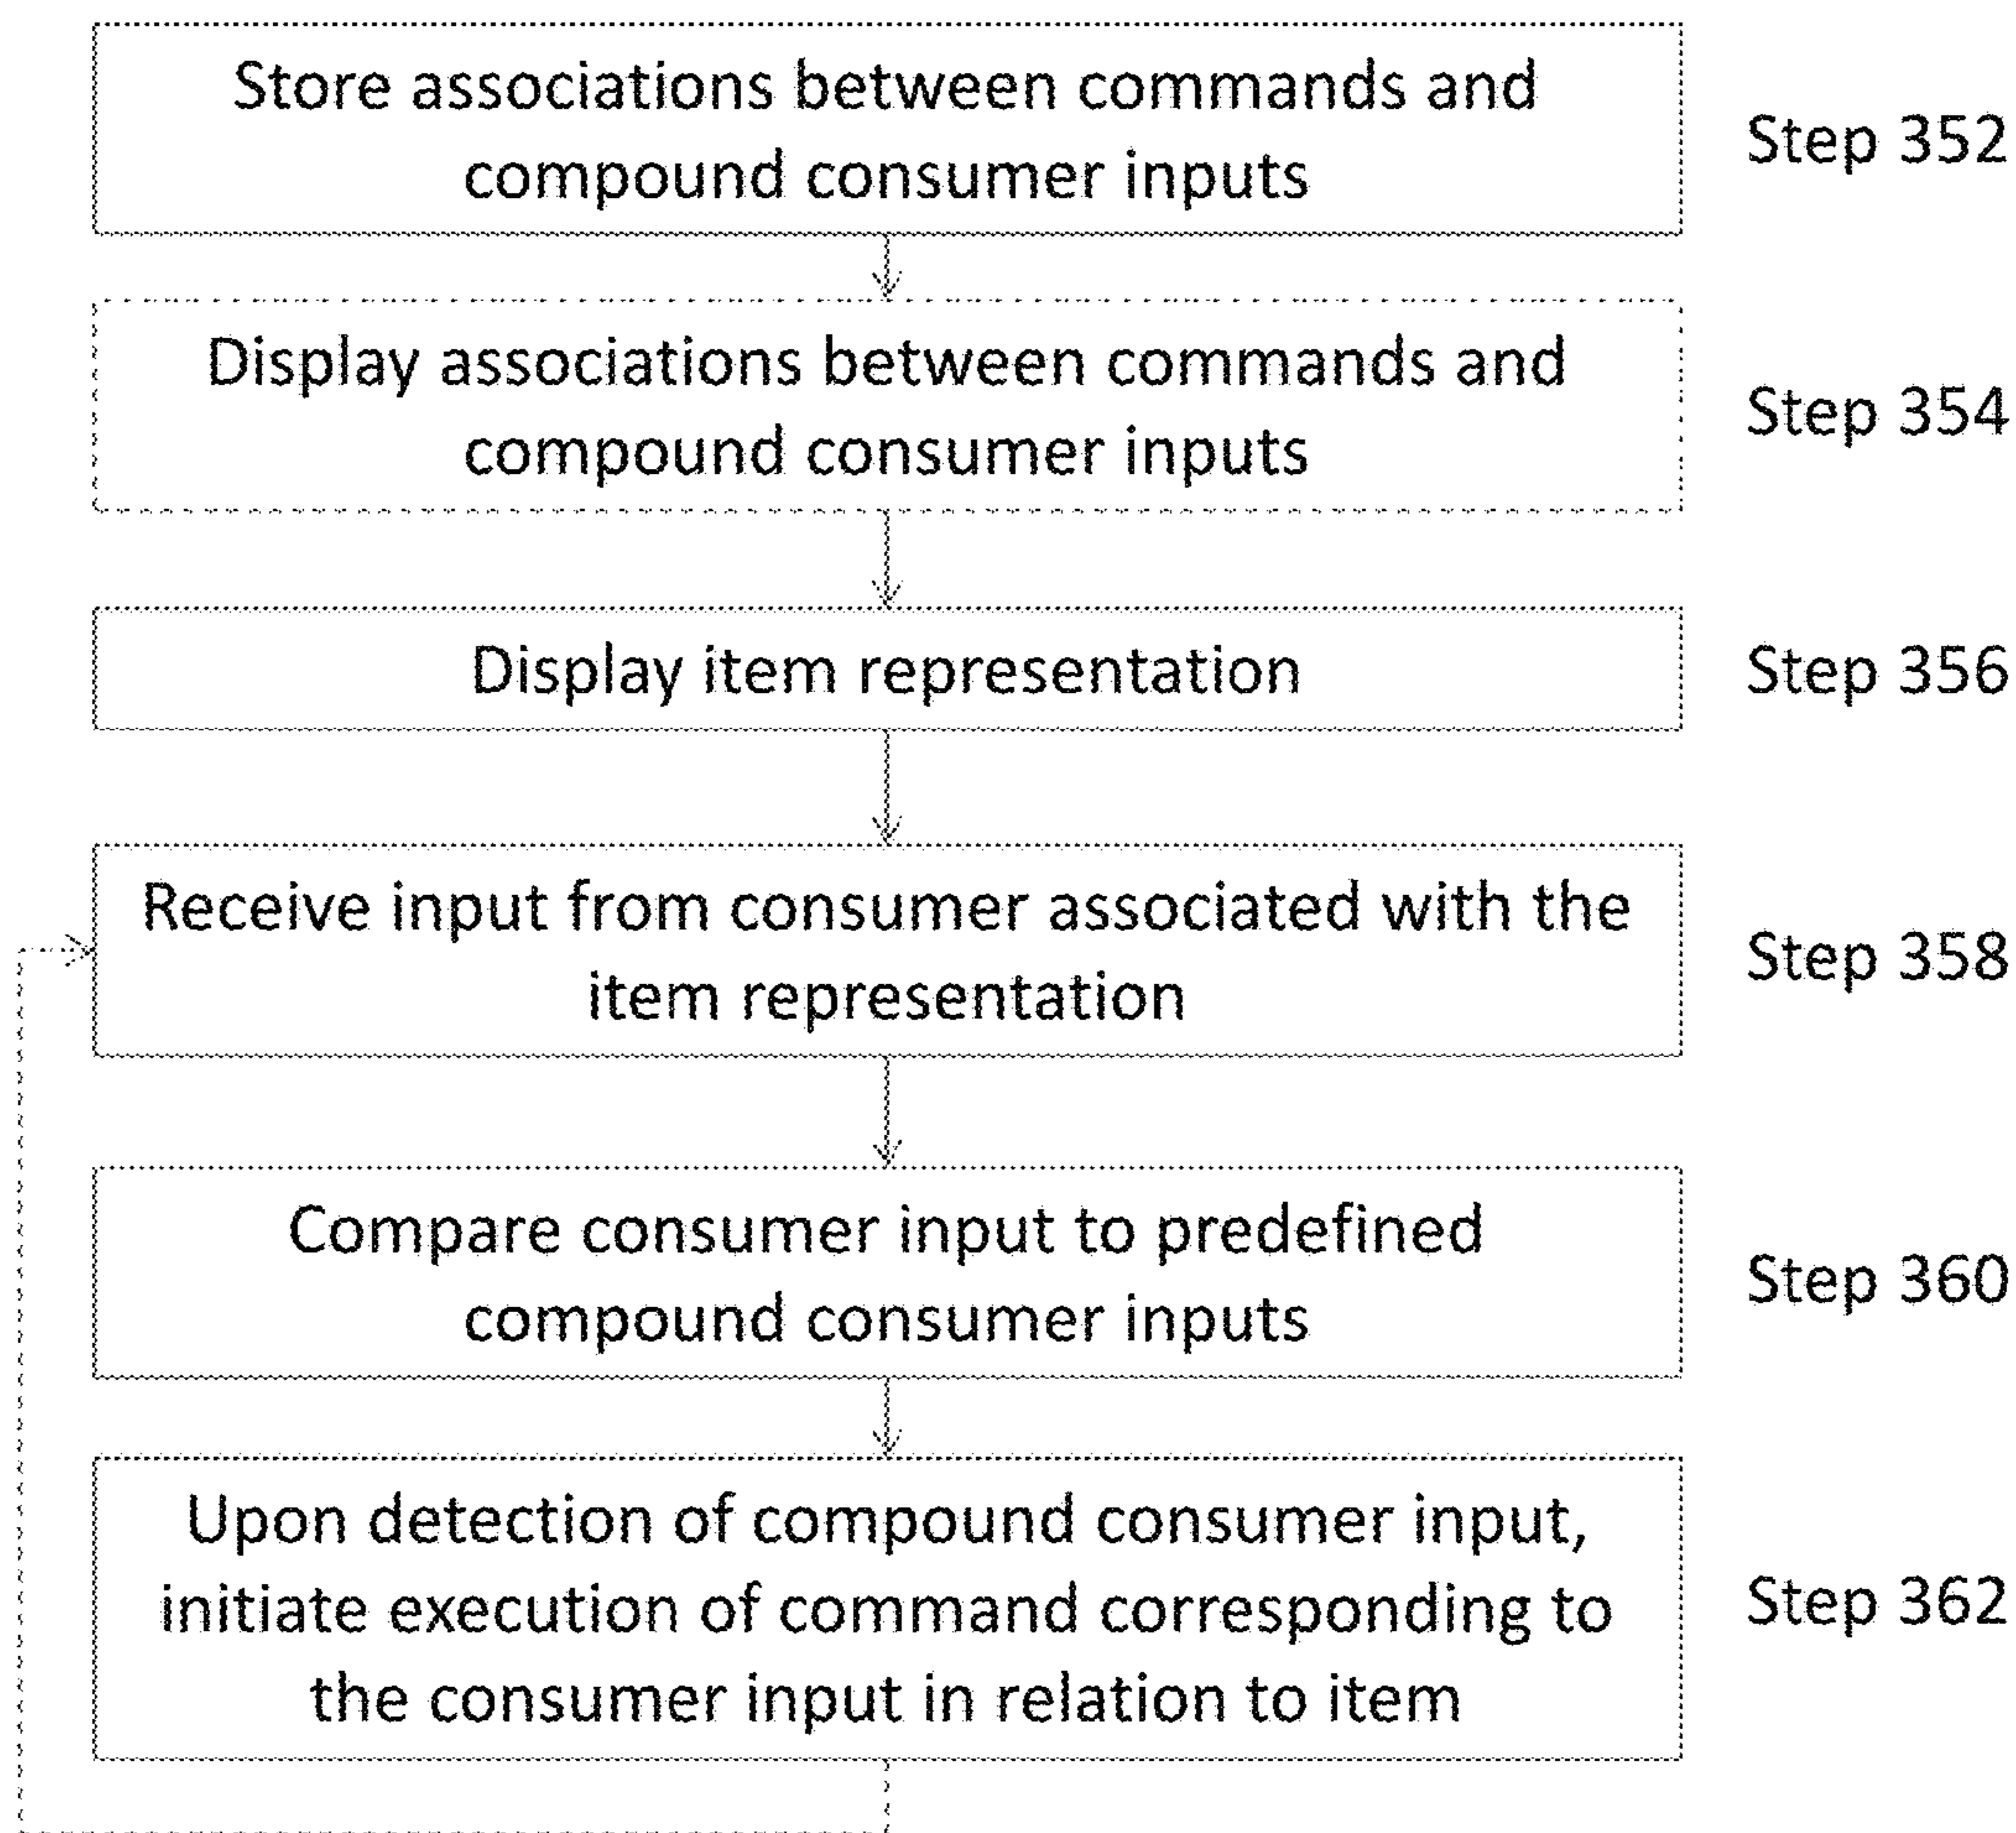 Store associations between commands and
compound consumer inputs
Step 352
Display associations between commands and
compound consumer inputs
Step 354
Display item representation
Step 356
Receive input from consumer associated with the
item representation
Step 358
Compare consumer input to predefined
compound consumer inputs
Step 360
Upon detection of compound consumer input,
initiate execution of command corresponding to
the consumer input in relation to item
Step 362